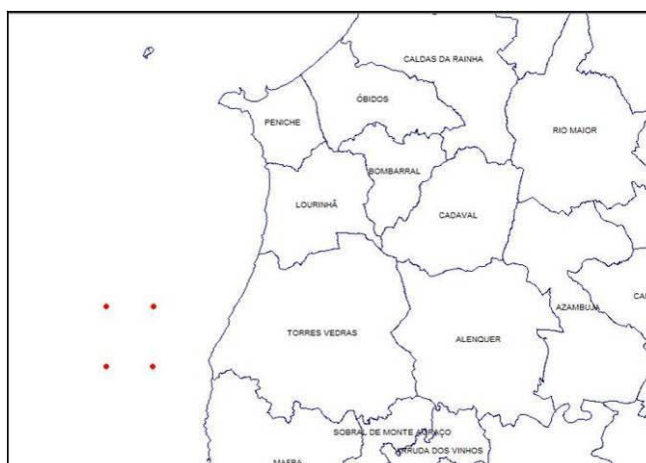 CALDAS DA RAINHA
ÓBIDOS
PENICHE
RIO MAIOR
BOMBARRAL
LOURINHÃ
CADAVAL
AZAMBUJA
TORRES VEDRAS
ALENQUER
SOBRAL DE MONTE AGRAÇO
ARRUDA DOS VINHOS
MAFRA